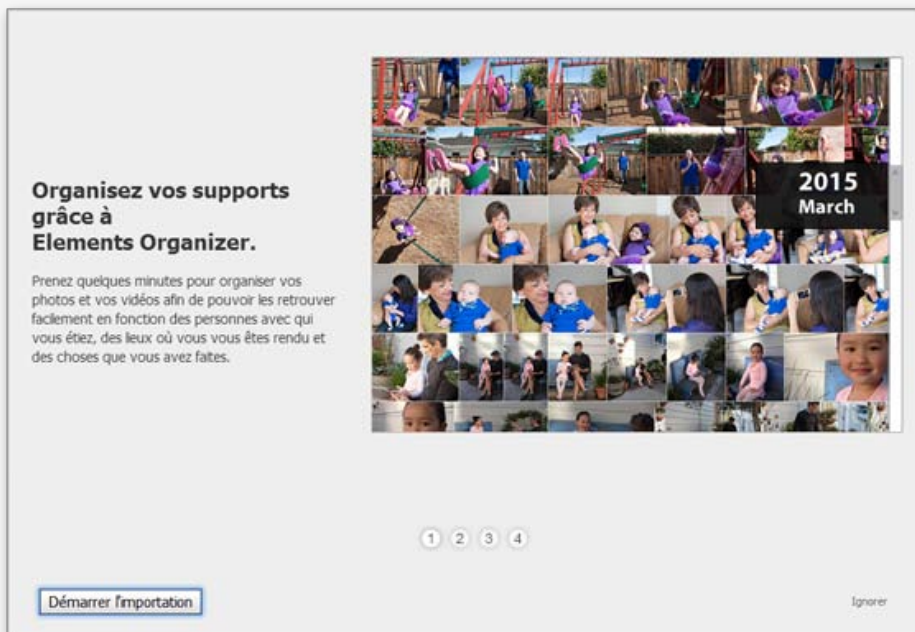 Organisez vos supports
grâce à
Elements Organizer.
Prenez quelques minutes pour organiser vos
photos et vos vidéos afin de pouvoir les retrouver
facilement en fonction des personnes avec qui
vous étiez, des lieux où vous vous êtes rendu et
des choses que vous avez faites.
2015
March
1 2 3 4
Démarrer l'importation
Ignorer